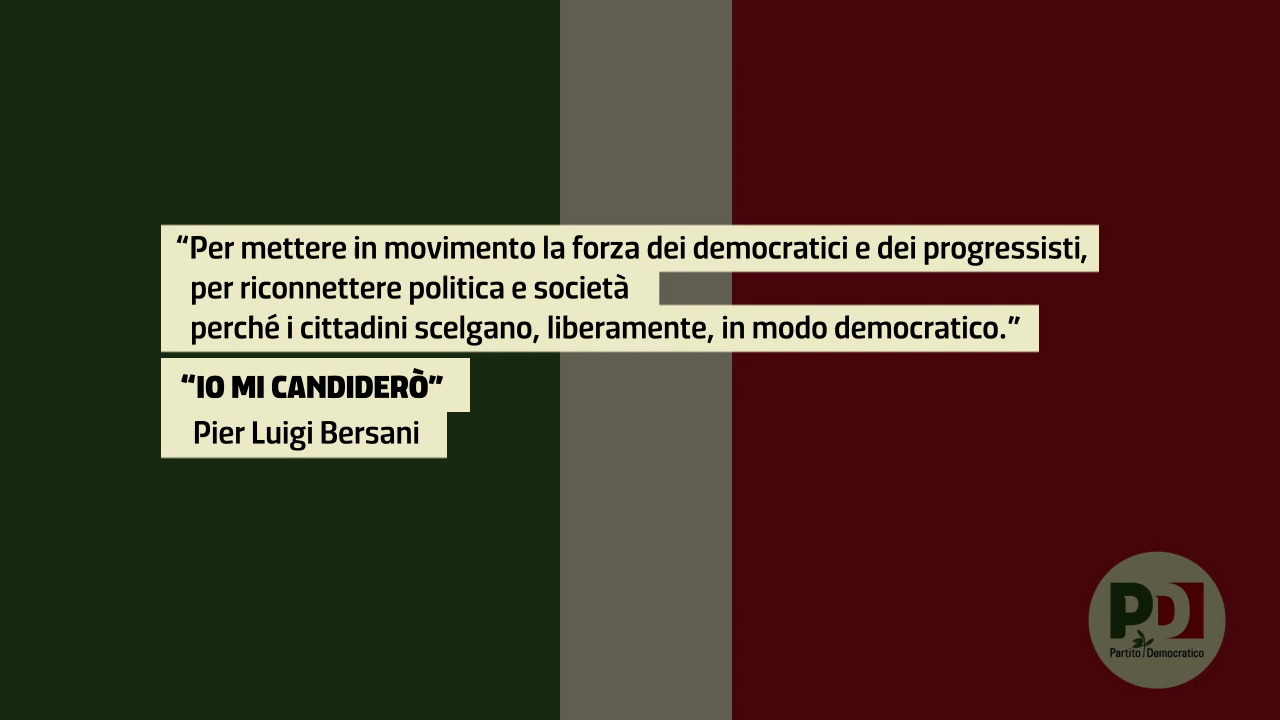 “Per mettere in movimento la forza dei democratici e dei progressisti,
per riconnettere politica e società
perché i cittadini scelgano, liberamente, in modo democratico.”
“IO MI CANDIDERÒ”
Pier Luigi Bersani
PD
Partito Democratico